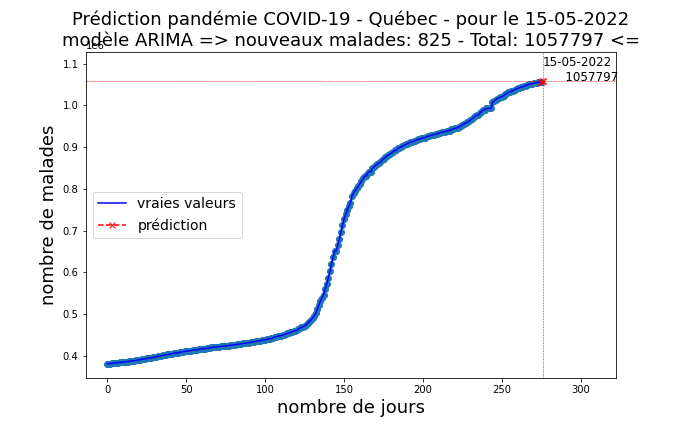 Prédiction pandémie COVID-19 - Québec - pour le 15-05-2022
modèle ARIMA => nouveaux malades: 825 - Total: 1057797 <=
1e6
15-05-2022
1057797
1.1
1.0
0.9
0.8
0.7
0.6
0.5
0.4
nombre de malades
vraies valeurs
prédiction
0 50 100 150 200 250 300
nombre de jours